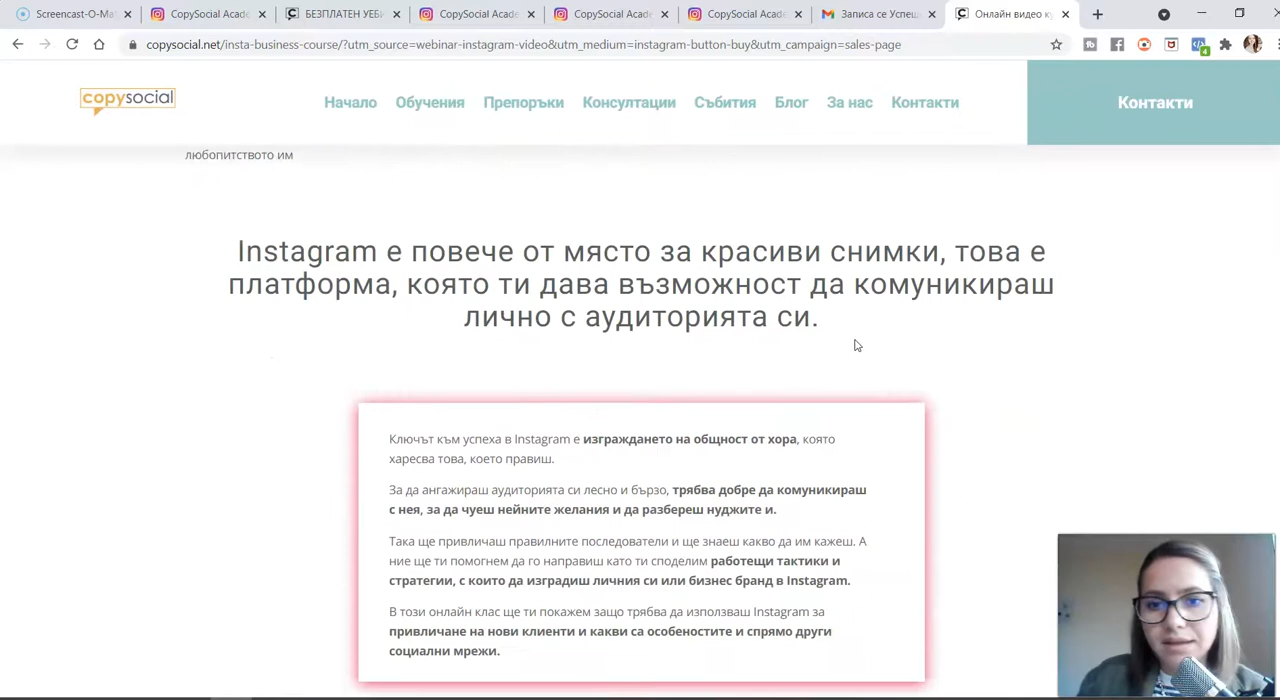 Screencast-O-Ma
CopySocial Acade
БЕЗПЛАТЕН УЕБИ
CopySocial Acade
CopySocial Acade
CopySocial Acade
Записа се Успеш
Онлайн видео ку
copysocial.net/insta-business-course/?utm_source=webinar-instagram-video&utm_medium=instagram-button-buy&utm_campaign=sales-page
4
copysocial
Начало
Обучения
Препоръки
Консултации
Събития
Блог
За нас
Контакти
Контакти
любопитството им
Instagram е повече от място за красиви снимки, това е
платформа, която ти дава възможност да комуникираш
лично с аудиторията си.
Ключът към успеха в Instagram е изграждането на общност от хора, която
харесва това, което правиш.
За да ангажираш аудиторията си лесно и бързо, трябва добре да комуникираш
с нея, за да чуеш нейните желания и да разбереш нуждите и.
Така ще привличаш правилните последователи и ще знаеш какво да им кажеш. А
ние ще ти помогнем да го направиш като ти споделим работещи тактики и
стратегии, с които да изградиш личния си или бизнес бранд в Instagram.
В този онлайн клас ще ти покажем защо трябва да използваш Instagram за
привличане на нови клиенти и какви са особеностите и спрямо други
социални мрежи.